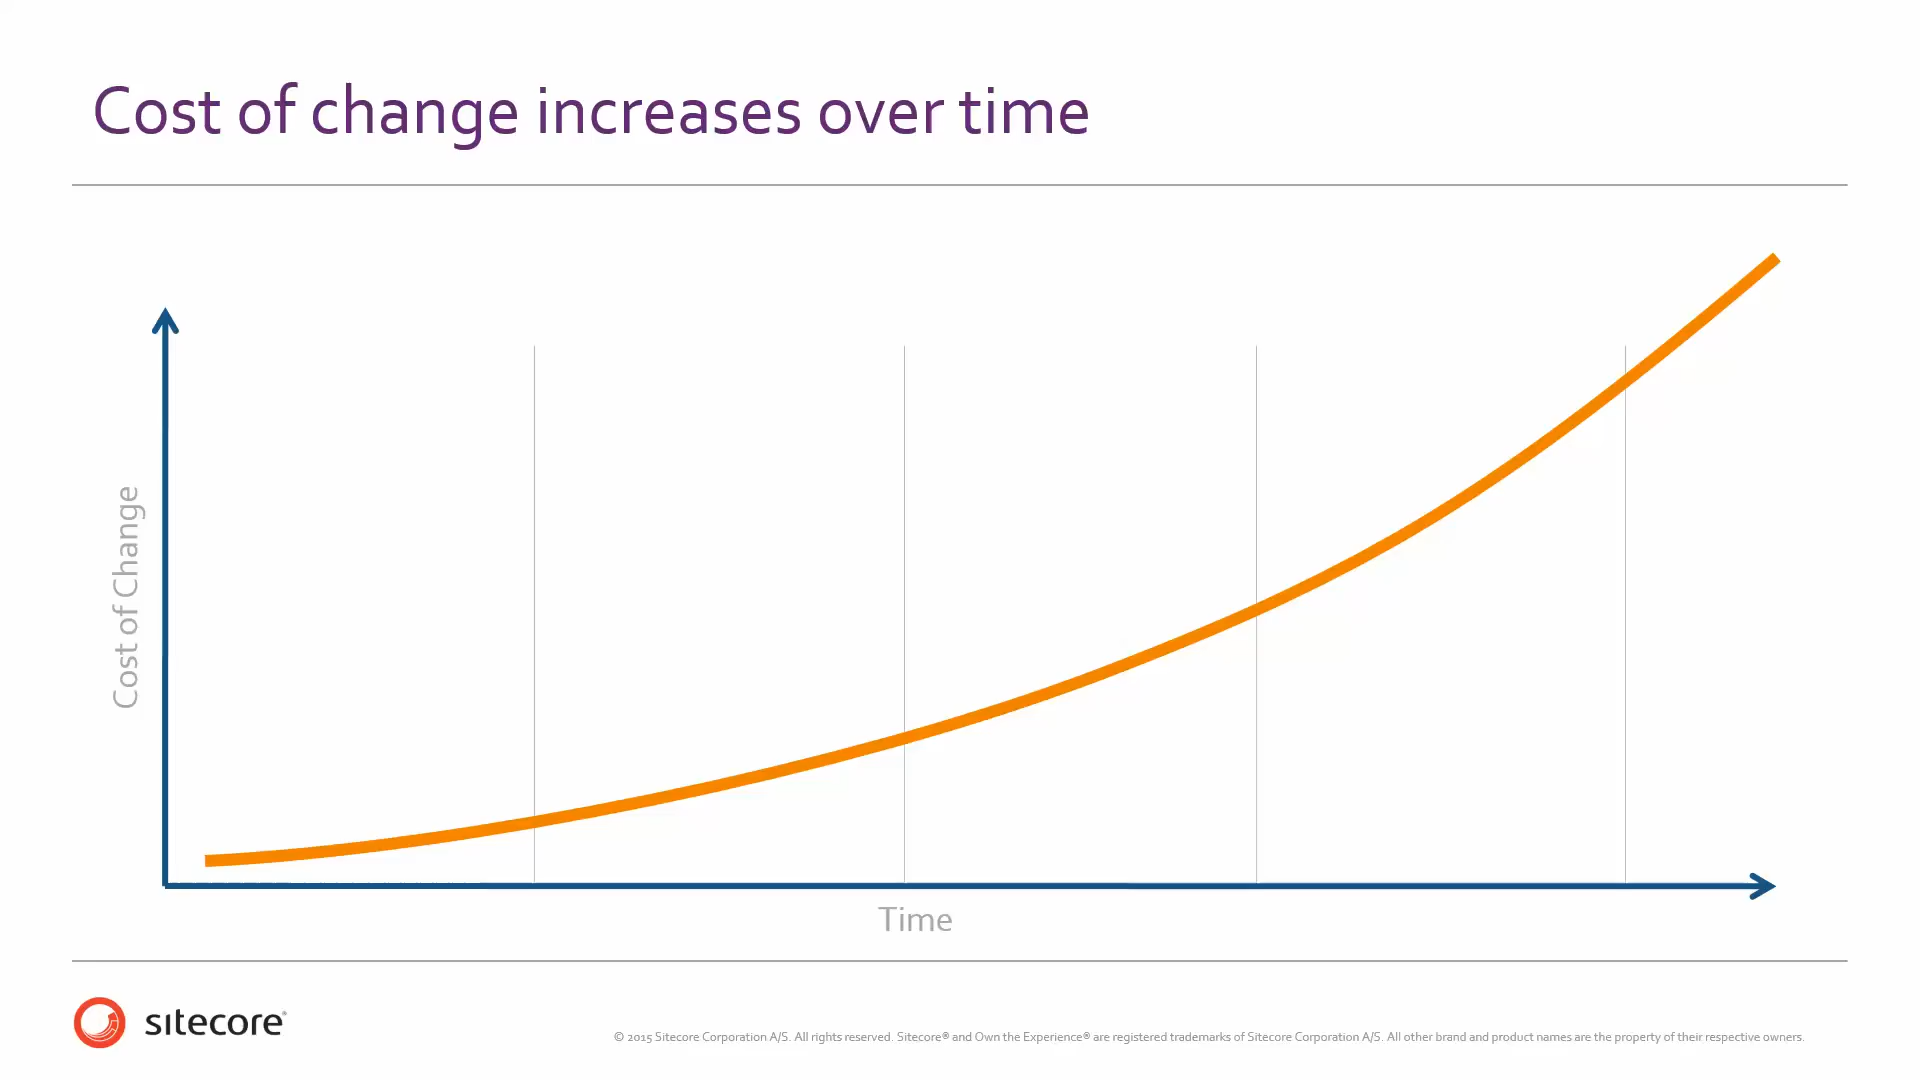 Cost of change increases over time
Cost of Change
Time
sitecore®
© 2015 Sitecore Corporation A/S. All rights reserved. Sitecore® and Own the Experience® are registered trademarks of Sitecore Corporation A/S. All other brand and product names are the property of their respective owners.